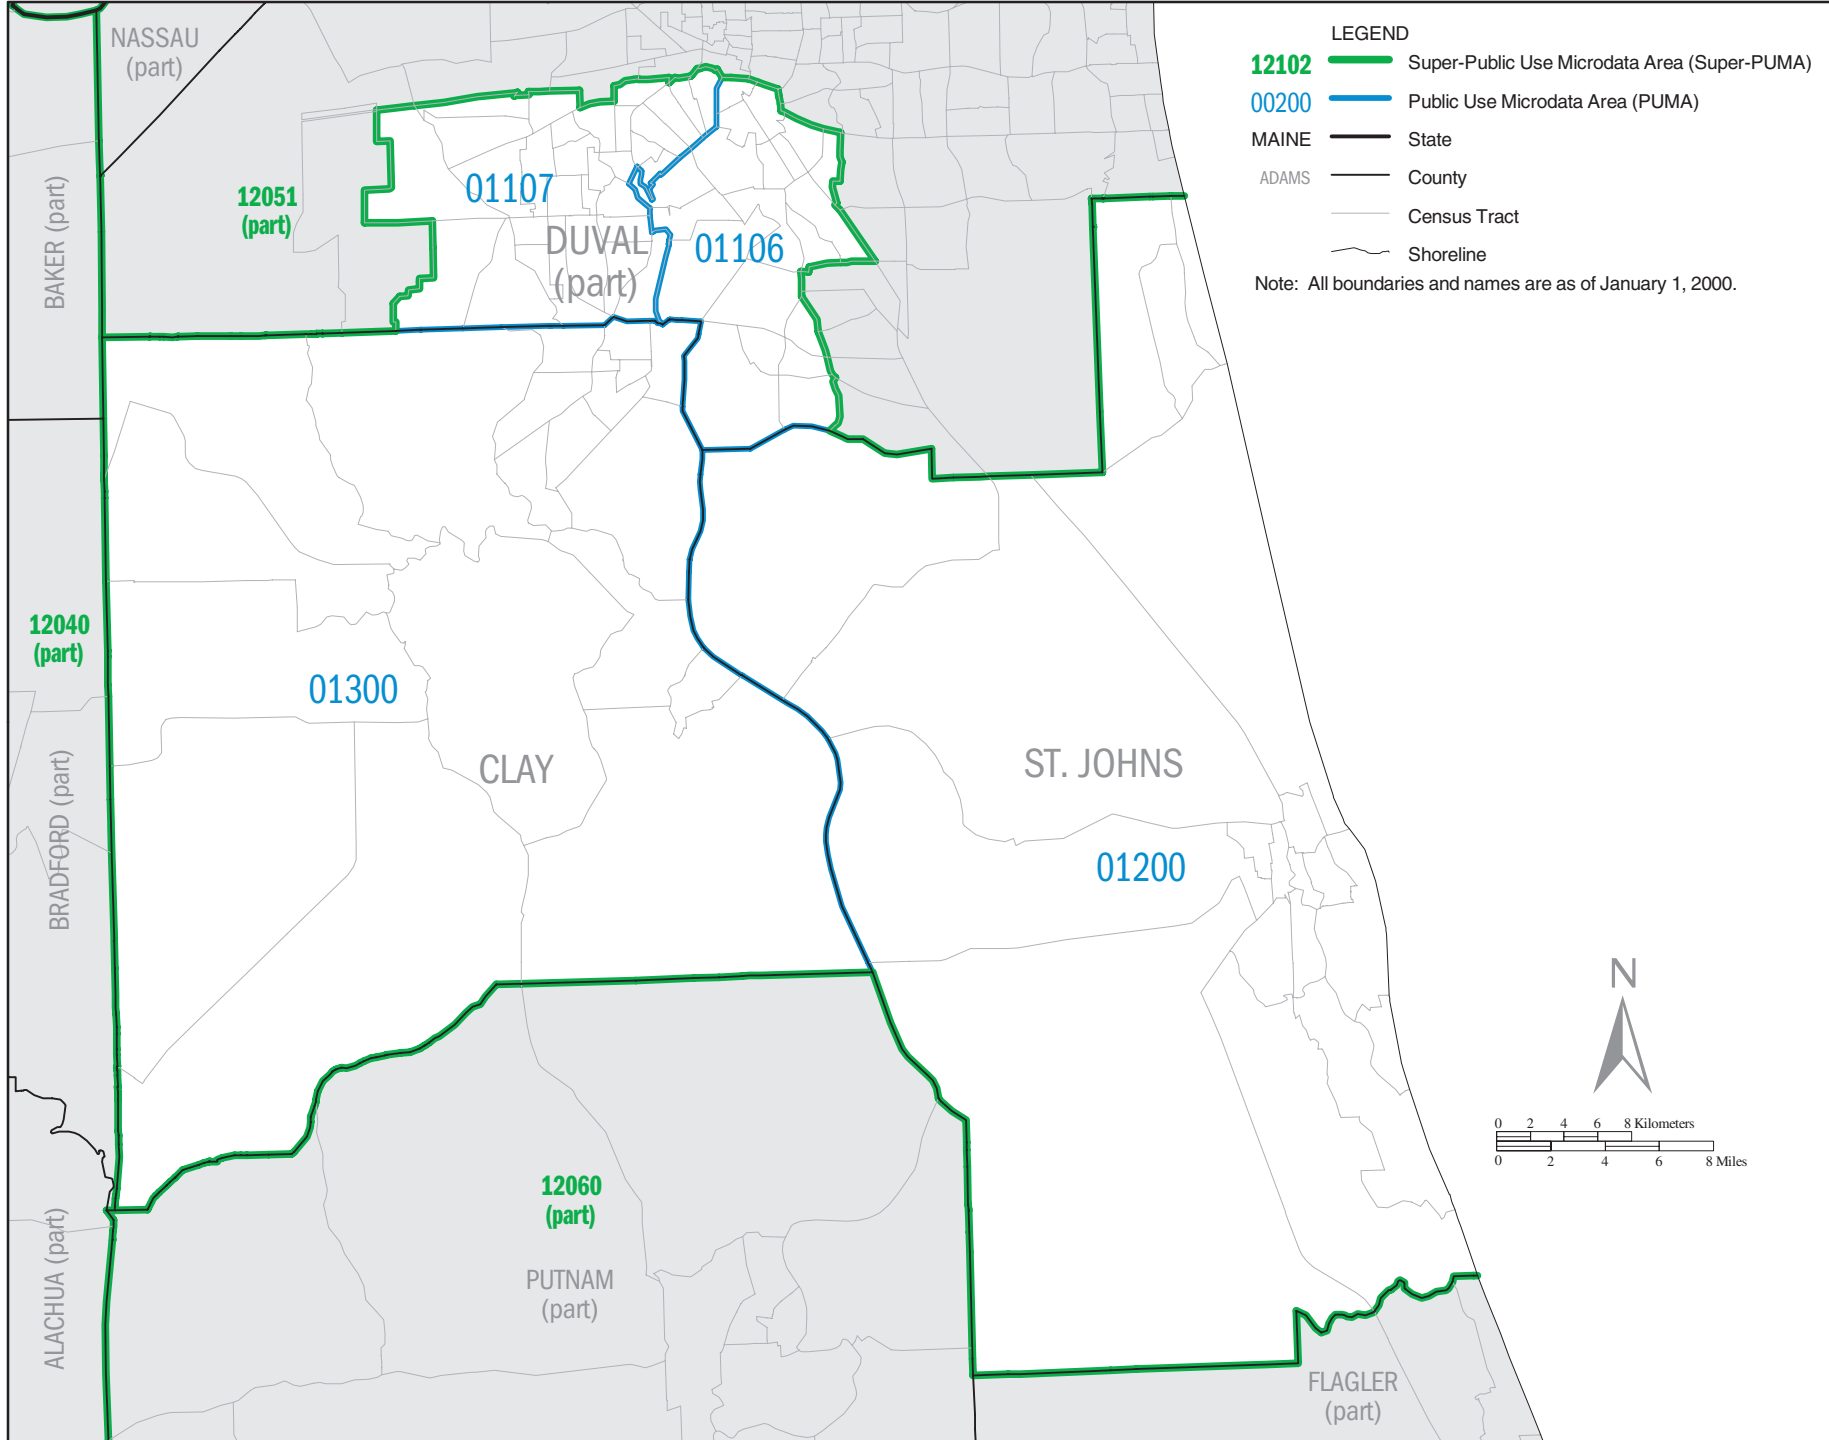 LEGEND
12102 Super-Public Use Microdata Area (Super-PUMA)
00200 Public Use Microdata Area (PUMA)
MAINE State
ADAMS County
Census Tract
Shoreline
Note: All boundaries and names are as of January 1, 2000.
NASSAU
(part)
BAKER (part)
12051
(part)
01107
DUVAL
(part)
01106
12040
(part)
01300
CLAY
ST. JOHNS
BRADFORD (part)
01200
N
0 2 4 6 8 Kilometers
0 2 4 6 8 Miles
12060
(part)
ALACHUA (part)
PUTNAM
(part)
FLAGLER
(part)